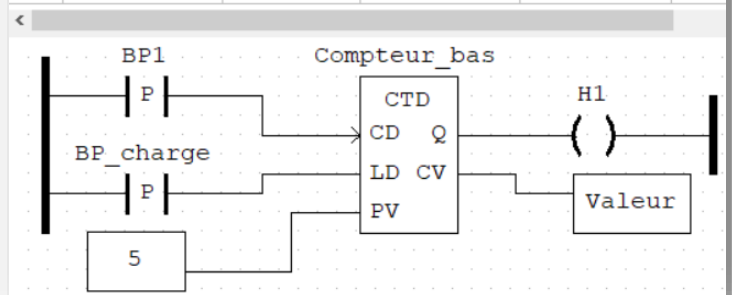 BP1
Compteur_bas
P
CTD
H1
CD Q
BP_charge
LD CV
P
Valeur
PV
5